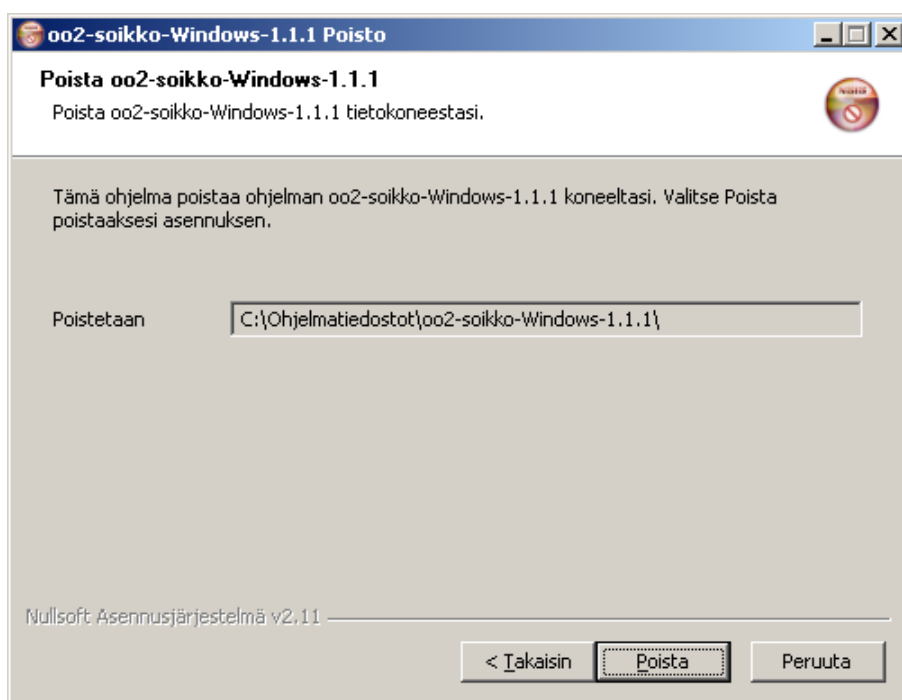 oo2-soikko-Windows-1.1.1 Poisto
Poista oo2-soikko-Windows-1.1.1
Poista oo2-soikko-Windows-1.1.1 tietokoneestasi.
Tämä ohjelma poistaa ohjelman oo2-soikko-Windows-1.1.1 koneeltasi. Valitse Poista
poistaaksesi asennuksen.
Poistetaan C:\Ohjelmatiedostot\oo2-soikko-Windows-1.1.1\
Nullsoft Asennusjärjestelmä v2.11
< Takaisin Poista Peruuta